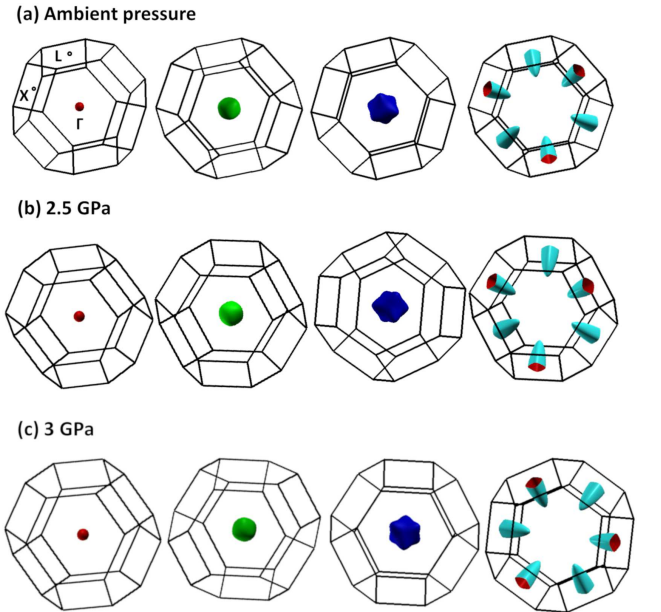 (a) Ambient pressure
L
X
Γ
(b) 2.5 GPa
(c) 3 GPa